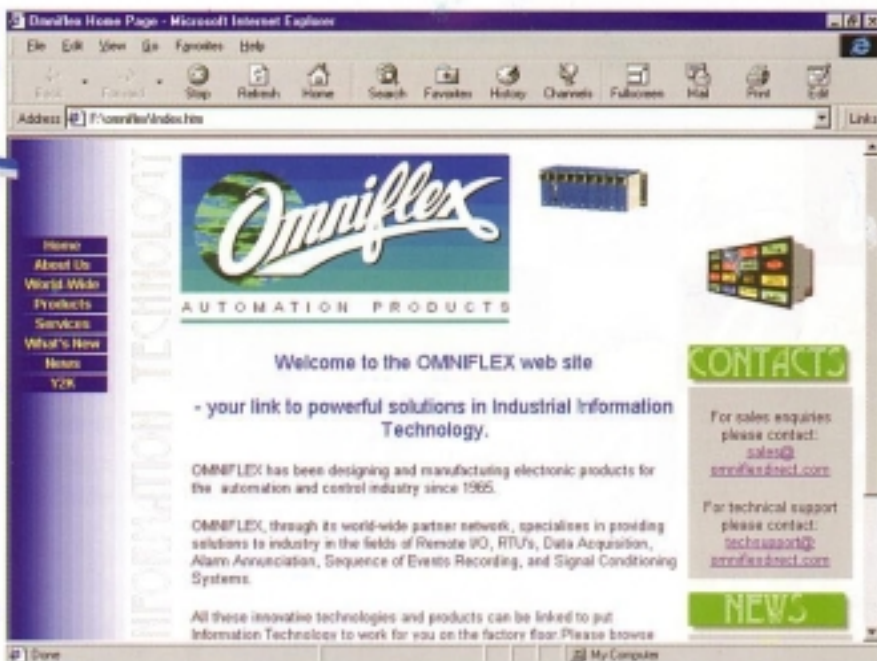 Omniflex Home Page - Microsoft Internet Explorer
File Edit View Go Favorites Help
Back Forward Stop Refresh Home Search Favorites History Channels Fullscreen Mail Print Edit
Address F:\omniflex\Index.htm Links
INFORMATION TECHNOLOGY
Home
About Us
World-Wide
Products
Services
What's New
News
Y2K
Omniflex
AUTOMATION PRODUCTS
Welcome to the OMNIFLEX web site
- your link to powerful solutions in Industrial Information
Technology.
OMNIFLEX has been designing and manufacturing electronic products for
the automation and control industry since 1965.
OMNIFLEX, through its world-wide partner network, specialises in providing
solutions to industry in the fields of Remote I/O, RTU's, Data Acquisition,
Alarm Annunciation, Sequence of Events Recording, and Signal Conditioning
Systems.
All these innovative technologies and products can be linked to put
Information Technology to work for you on the factory floor.Please browse
CONTACTS
For sales enquiries
please contact:
sales@
omniflexdirect.com
For technical support
please contact:
techsupport@
omniflexdirect.com
NEWS
Done My Computer